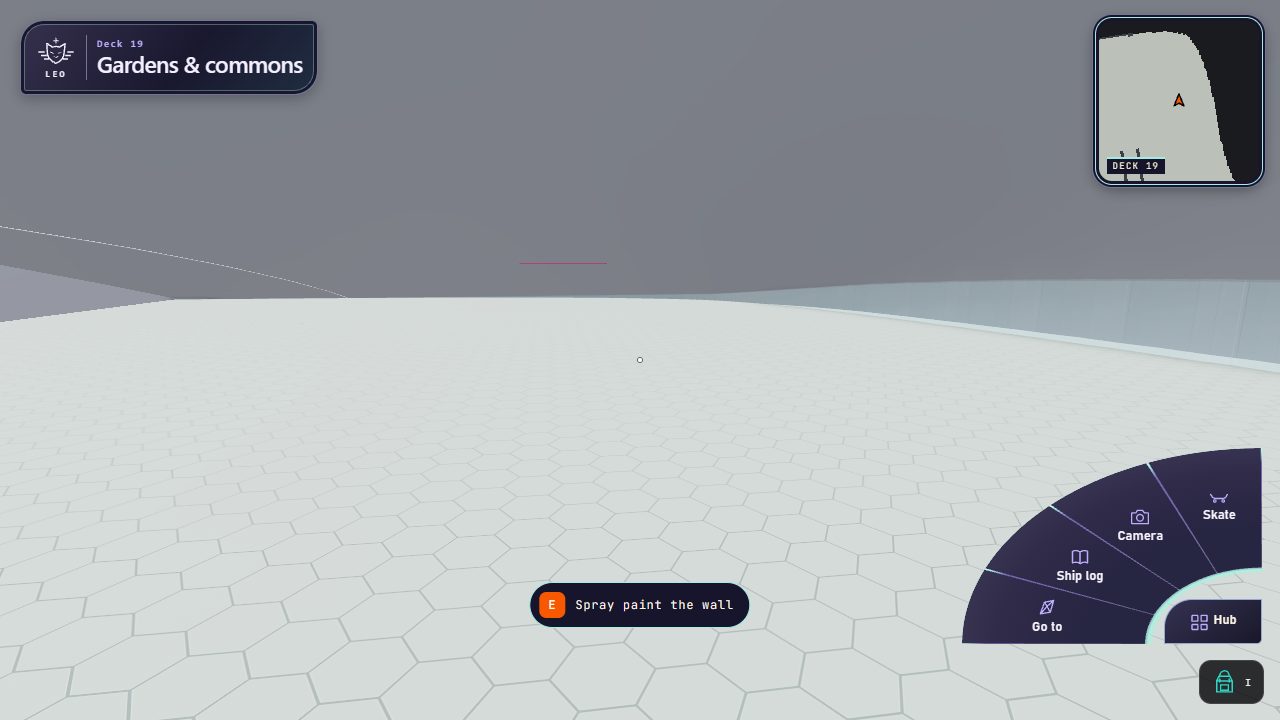 LEO
Deck 19
Gardens & commons
DECK 19
Skate
Camera
Ship log
Go to
Hub
E Spray paint the wall
I